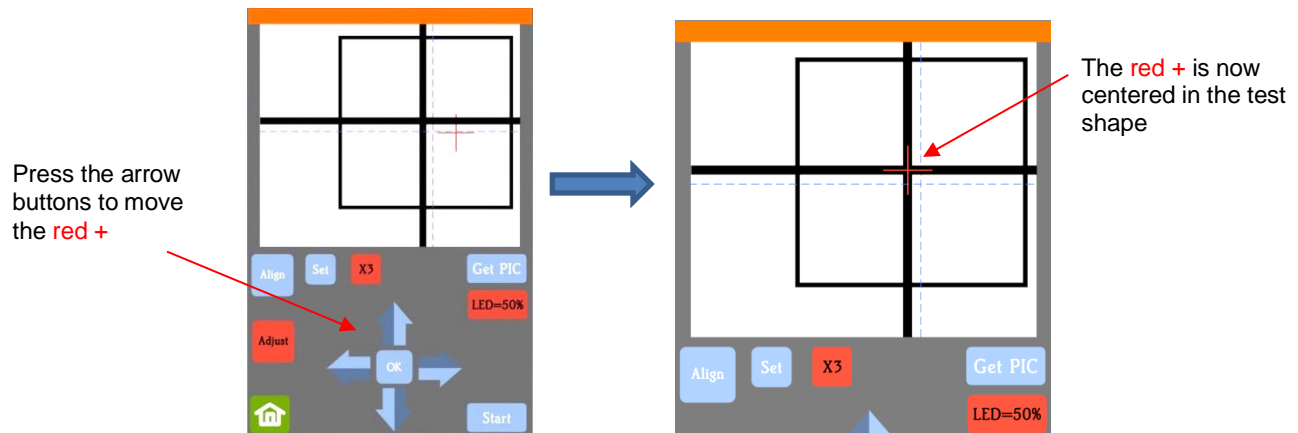 Press the arrow
buttons to move
the red +
Align
Set
X3
Get PIC
LED=50%
Adjust
OK
Start
The red + is now
centered in the test
shape
Align
Set
X3
Get PIC
LED=50%